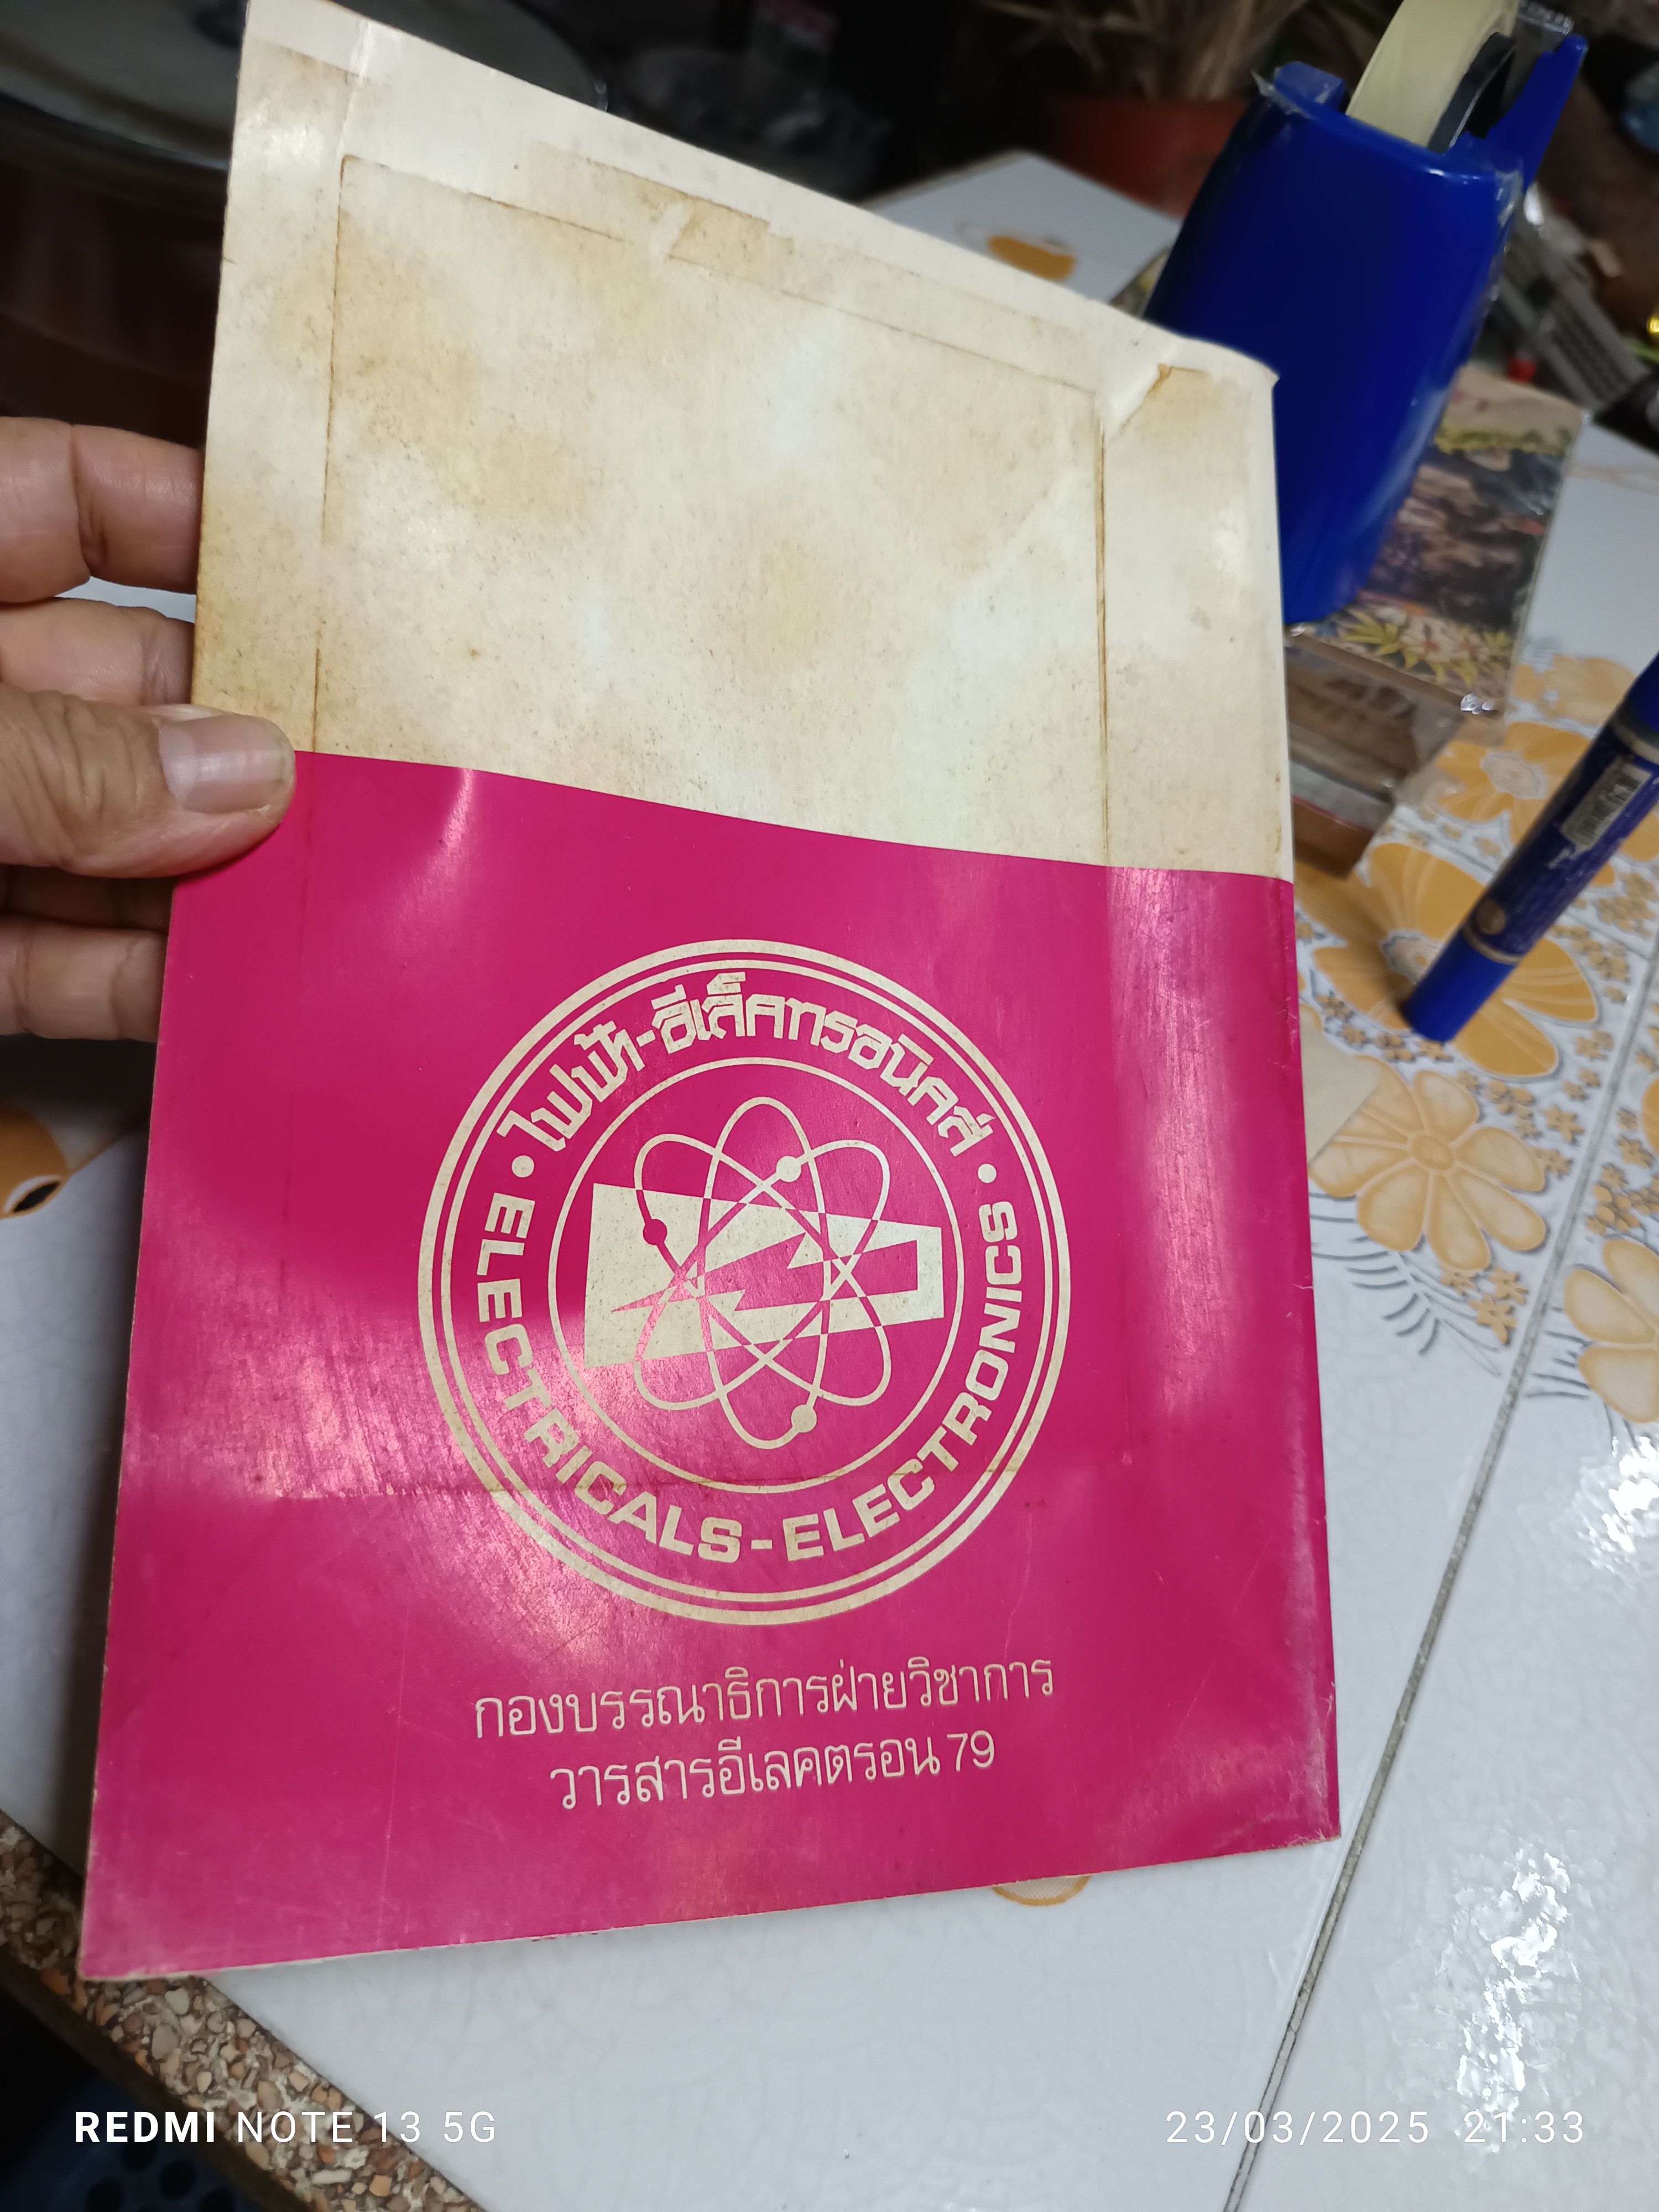 ไฟฟ้า-อีเล็คทรอนิคส์
ELECTRICALS-ELECTRONICS
กองบรรณาธิการฝ่ายวิชาการ
วารสารอีเลคตรอน 79
REDMI NOTE 13 5G
23/03/2025 21:33